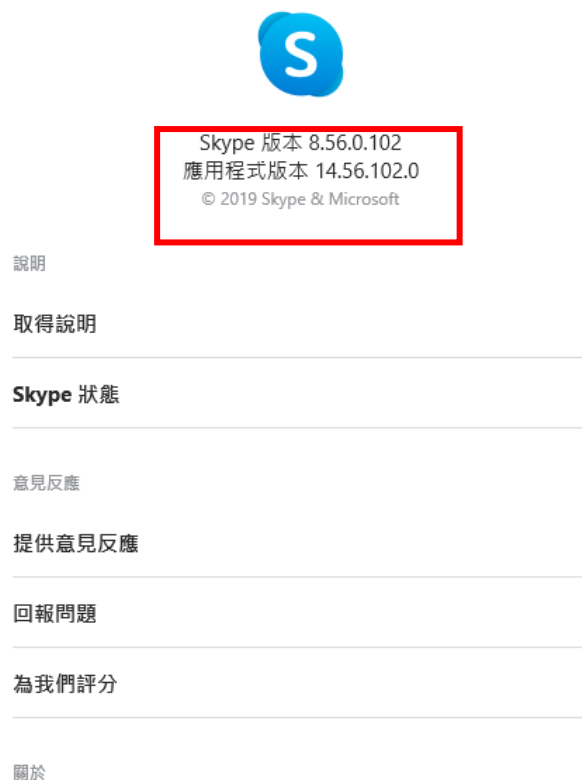 S
Skype 版本 8.56.0.102
應用程式版本 14.56.102.0
© 2019 Skype & Microsoft
說明
取得說明
Skype 狀態
意見反應
提供意見反應
回報問題
為我們評分
關於